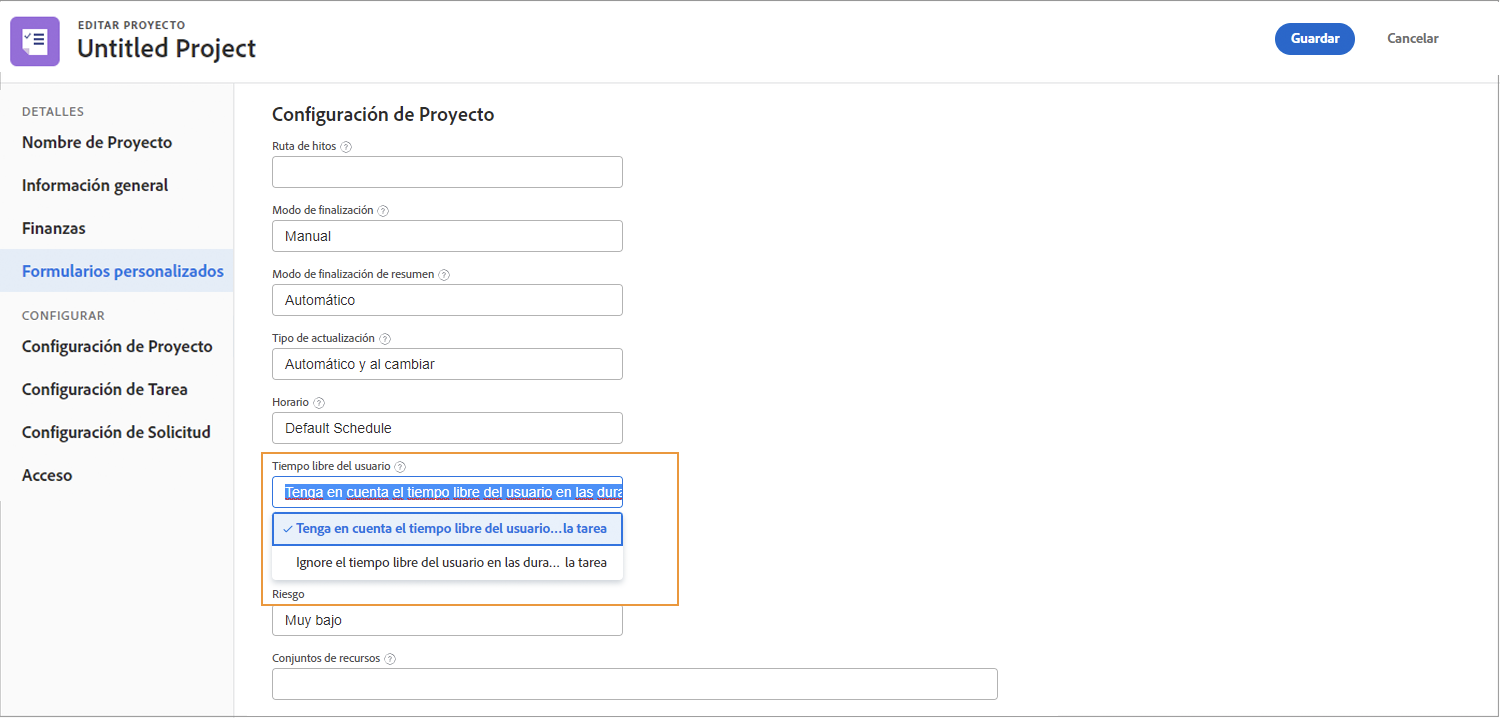 EDITAR PROYECTO
Untitled Project
Guardar
Cancelar
DETALLES
Nombre de Proyecto
Información general
Finanzas
Formularios personalizados
CONFIGURAR
Configuración de Proyecto
Configuración de Tarea
Configuración de Solicitud
Acceso
Configuración de Proyecto
Ruta de hitos ?
Modo de finalización ?
Manual
Modo de finalización de resumen ?
Automático
Tipo de actualización ?
Automático y al cambiar
Horario ?
Default Schedule
Tiempo libre del usuario ?
Tenga en cuenta el tiempo libre del usuario en las dura
✓ Tenga en cuenta el tiempo libre del usuario...la tarea
Ignore el tiempo libre del usuario en las dura... la tarea
Riesgo
Muy bajo
Conjuntos de recursos ?